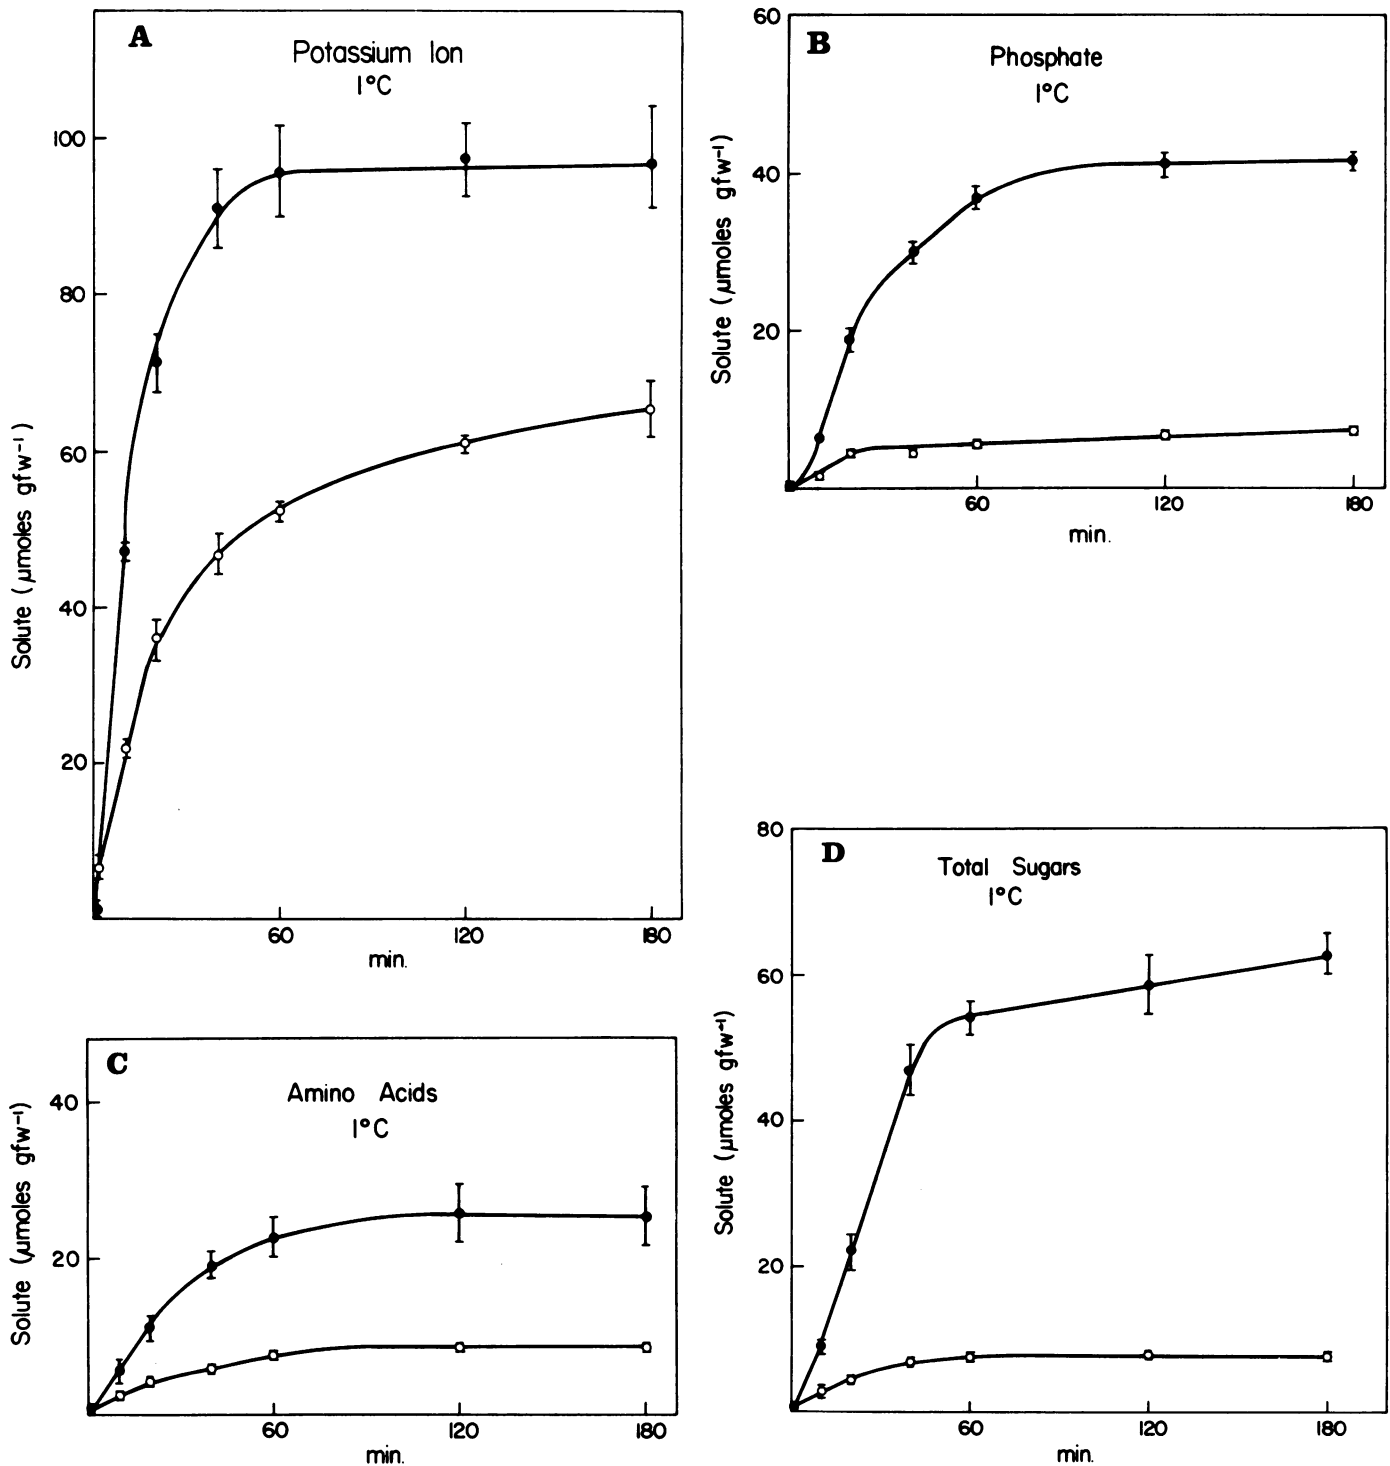 A
Potassium Ion
1°C
100
80
60
40
20
Solute (μmoles gfw⁻¹)
60 120 180
min.
B
Phosphate
1°C
60
40
20
Solute (μmoles gfw⁻¹)
60 120 180
min.
C
Amino Acids
1°C
40
20
Solute (μmoles gfw⁻¹)
60 120 180
min.
D
Total Sugars
1°C
80
60
40
20
Solute (μmoles gfw⁻¹)
60 120 180
min.